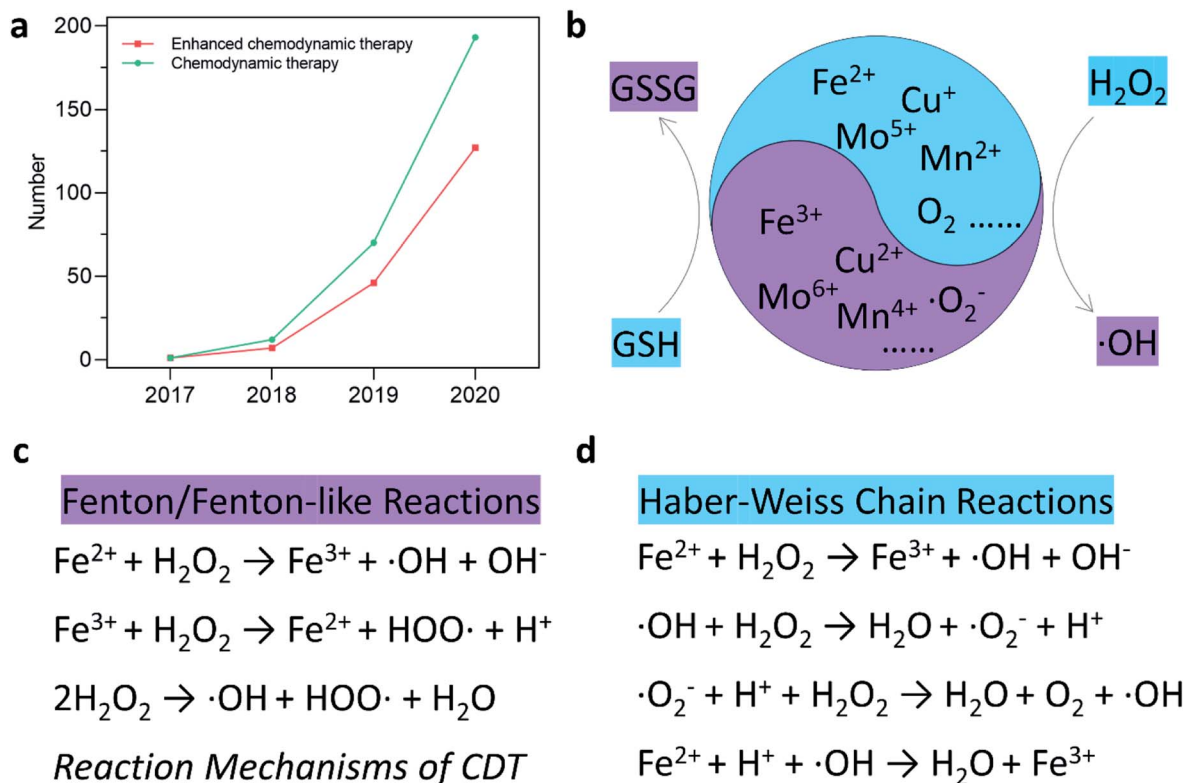 a
200
150
100
50
0
Number
Enhanced chemodynamic therapy
Chemodynamic therapy
2017 2018 2019 2020
b
GSSG
GSH
Fe²⁺
Cu⁺
Mo⁵⁺
Mn²⁺
O₂ ......
Fe³⁺
Cu²⁺
Mo⁶⁺
Mn⁴⁺ ·O₂⁻
......
H₂O₂
·OH
c
Fenton/Fenton-like Reactions
Fe²⁺ + H₂O₂ → Fe³⁺ + ·OH + OH⁻
Fe³⁺ + H₂O₂ → Fe²⁺ + HOO· + H⁺
2H₂O₂ → ·OH + HOO· + H₂O
Reaction Mechanisms of CDT
d
Haber-Weiss Chain Reactions
Fe²⁺ + H₂O₂ → Fe³⁺ + ·OH + OH⁻
·OH + H₂O₂ → H₂O + ·O₂⁻ + H⁺
·O₂⁻ + H⁺ + H₂O₂ → H₂O + O₂ + ·OH
Fe²⁺ + H⁺ + ·OH → H₂O + Fe³⁺